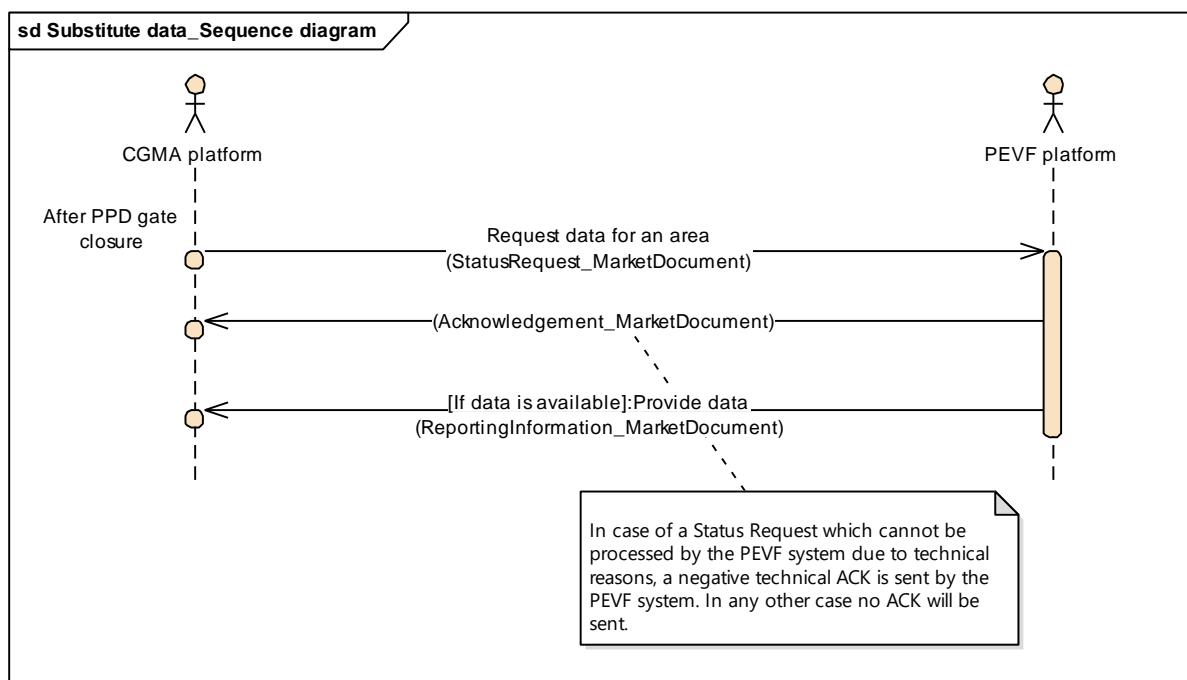 sd Substitute data_Sequence diagram
CGMA platform
PEVF platform
After PPD gate
closure
Request data for an area
(StatusRequest_MarketDocument)
(Acknowledgement_MarketDocument)
[If data is available]:Provide data
(ReportingInformation_MarketDocument)
In case of a Status Request which cannot be
processed by the PEVF system due to technical
reasons, a negative technical ACK is sent by the
PEVF system. In any other case no ACK will be
sent.